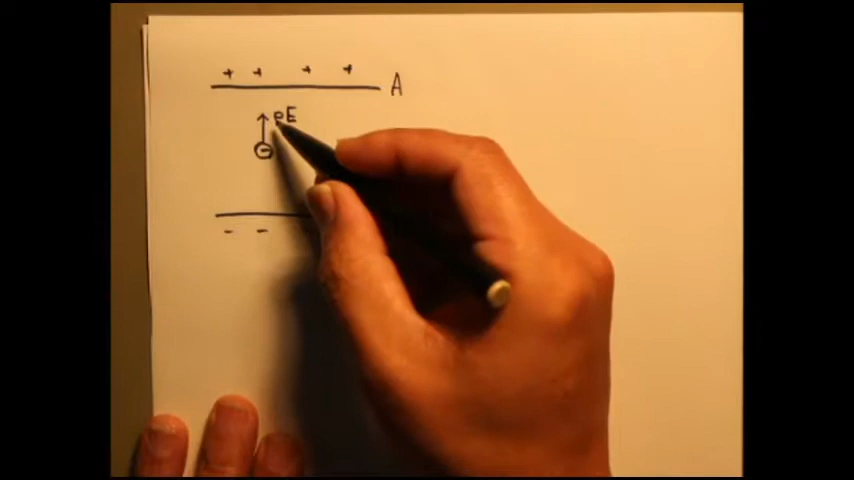 + + + +
A
eE
-
- -